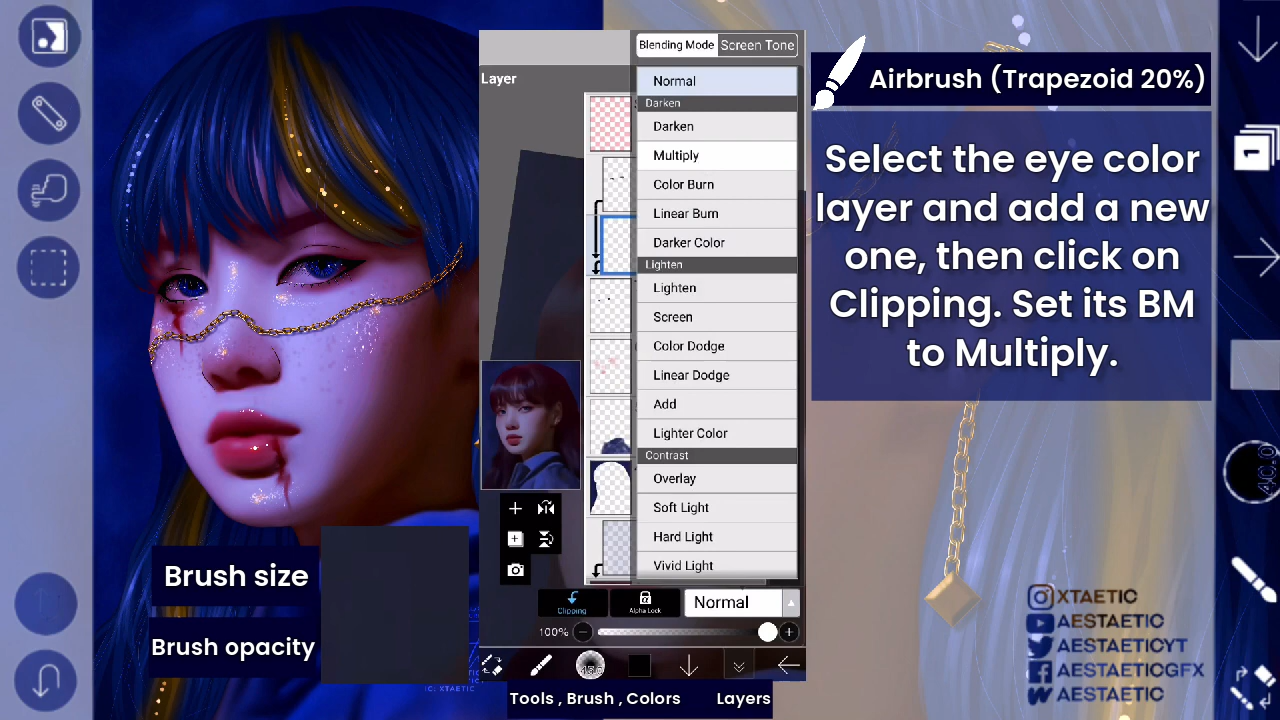 Blending Mode
Screen Tone
Layer
Normal
Darken
Darken
Multiply
Color Burn
Linear Burn
Darker Color
Lighten
Lighten
Screen
Color Dodge
Linear Dodge
Add
Lighter Color
Contrast
Overlay
Soft Light
Hard Light
Vivid Light
Clipping
Alpha Lock
Normal
100%
Airbrush (Trapezoid 20%)
Select the eye color
layer and add a new
one, then click on
Clipping. Set its BM
to Multiply.
1
40.0
Brush size
Brush opacity
Tools , Brush , Colors
Layers
XTAETIC
AESTAETIC
AESTAETICYT
AESTAETICGFX
AESTAETIC